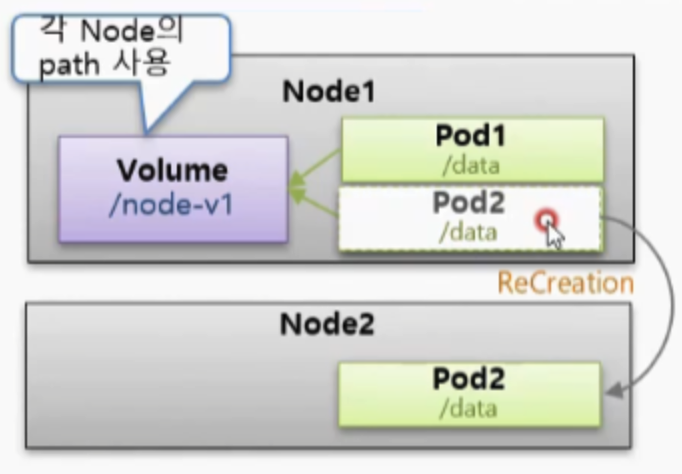 각 Node의
path 사용
Node1
Volume
/node-v1
Pod1
/data
Pod2
/data
ReCreation
Node2
Pod2
/data